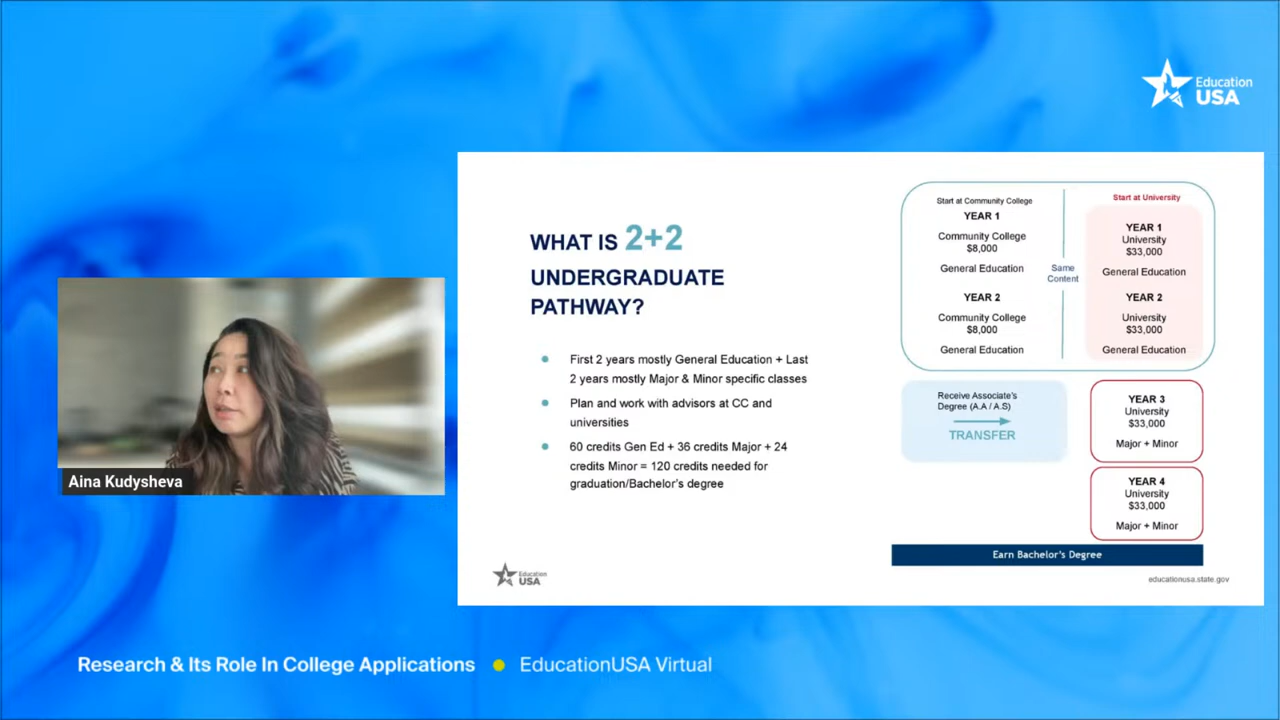 Education
USA
WHAT IS 2+2
UNDERGRADUATE
PATHWAY?
First 2 years mostly General Education + Last
2 years mostly Major & Minor specific classes
Plan and work with advisors at CC and
universities
60 credits Gen Ed + 36 credits Major + 24
credits Minor = 120 credits needed for
graduation/Bachelor's degree
Start at Community College
YEAR 1
Community College
$8,000
General Education
YEAR 2
Community College
$8,000
General Education
Same
Content
Start at University
YEAR 1
University
$33,000
General Education
YEAR 2
University
$33,000
General Education
Receive Associate's
Degree (A.A / A.S)
TRANSFER
YEAR 3
University
$33,000
Major + Minor
YEAR 4
University
$33,000
Major + Minor
Earn Bachelor's Degree
Education
USA
educationusa.state.gov
Aina Kudysheva
Research & Its Role In College Applications • EducationUSA Virtual